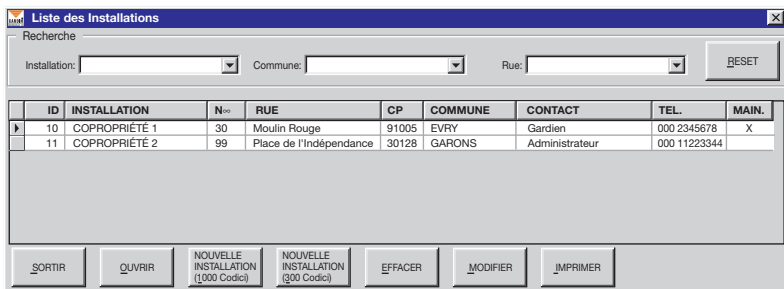 Liste des Installations
Recherche
Installation: Commune: Rue: RESET
ID INSTALLATION N∞ RUE CP COMMUNE CONTACT TEL. MAIN.
10 COPROPRIÉTÉ 1 30 Moulin Rouge 91005 EVRY Gardien 000 2345678 X
11 COPROPRIÉTÉ 2 99 Place de l'Indépendance 30128 GARONS Administrateur 000 11223344
SORTIR
OUVRIR
NOUVELLE
INSTALLATION
(1000 Codici)
NOUVELLE
INSTALLATION
(300 Codici)
EFFACER
MODIFIER
IMPRIMER